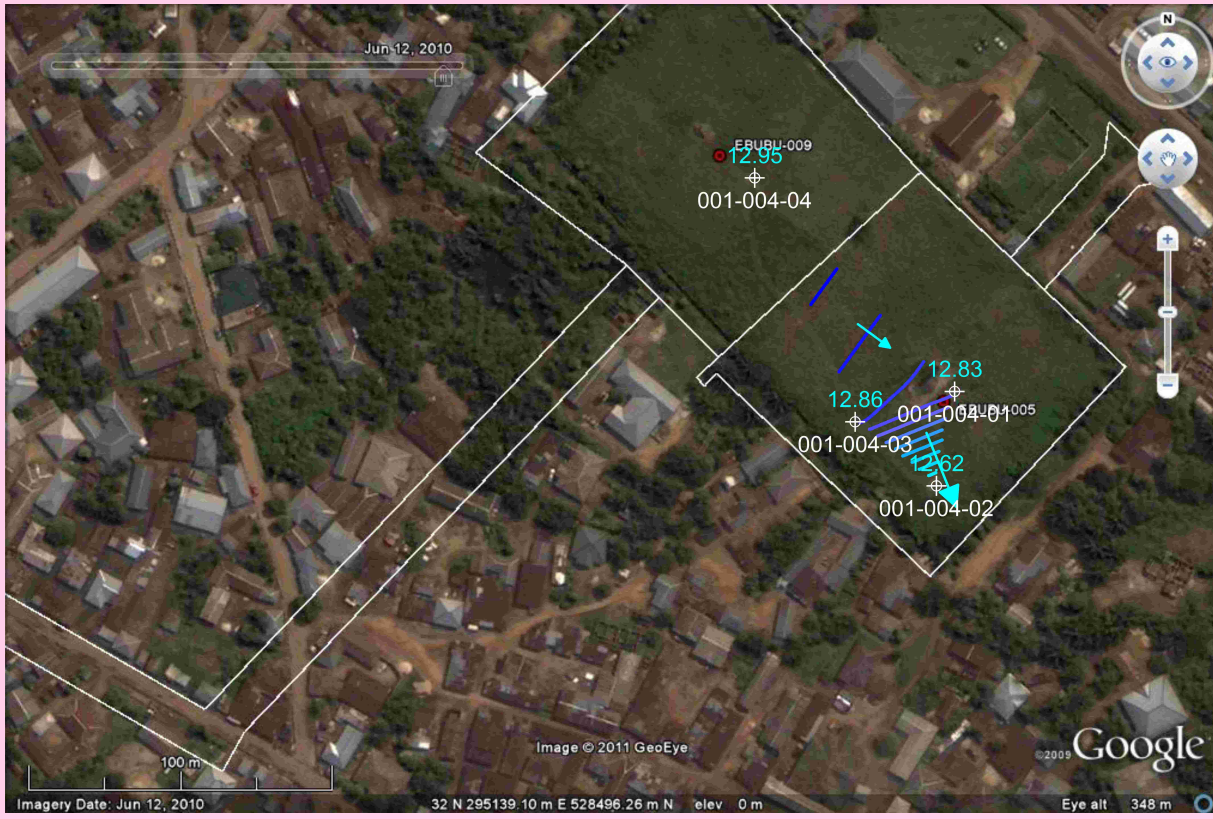 N
Jun 12, 2010
EBUBU-009
12.95
001-004-04
12.83
12.86
001-004-01
EBUBU-005
001-004-03
12.62
001-004-02
Image © 2011 GeoEye
©2009 Google
100 m
Imagery Date: Jun 12, 2010
32 N 295139.10 m E 528496.26 m N elev 0 m
Eye alt 348 m